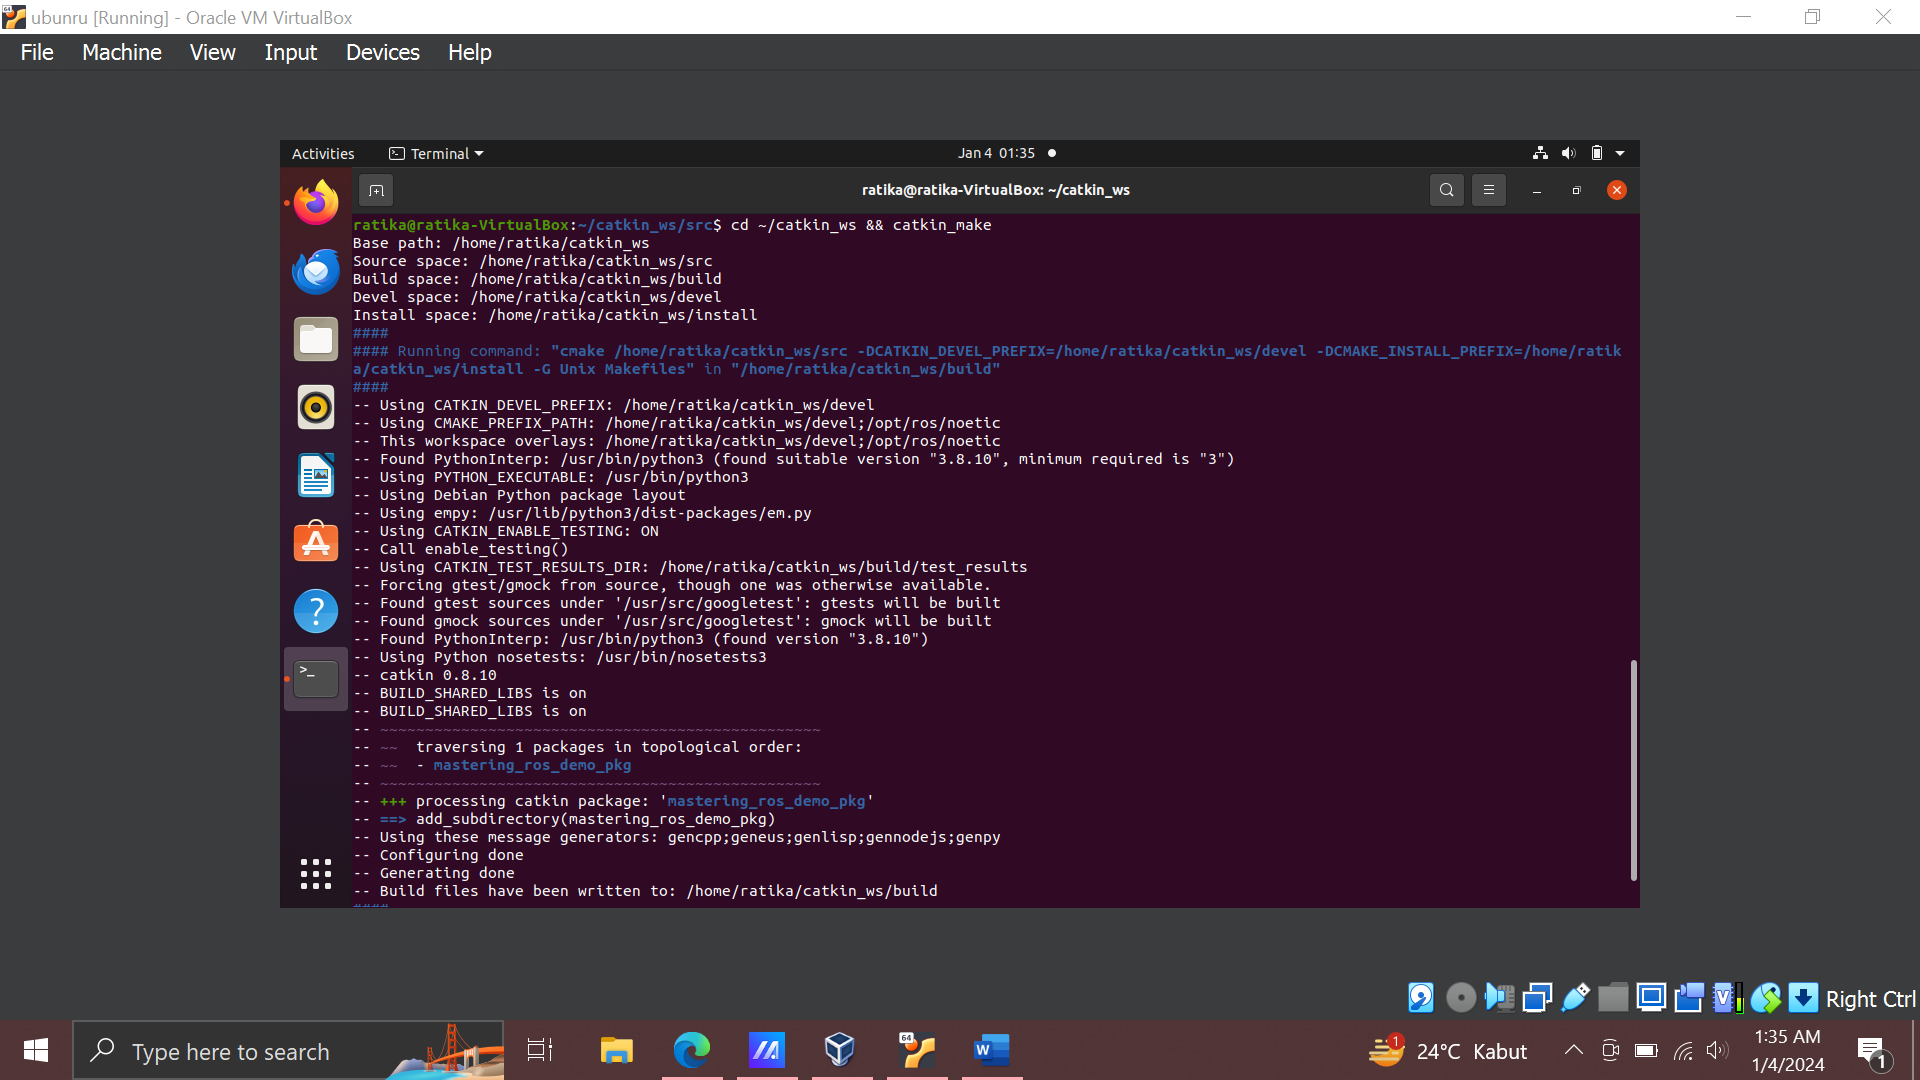 ubunru [Running] - Oracle VM VirtualBox
File Machine View Input Devices Help
Activities Terminal Jan 4 01:35
ratika@ratika-VirtualBox: ~/catkin_ws
ratika@ratika-VirtualBox:~/catkin_ws/src$ cd ~/catkin_ws && catkin_make
Base path: /home/ratika/catkin_ws
Source space: /home/ratika/catkin_ws/src
Build space: /home/ratika/catkin_ws/build
Devel space: /home/ratika/catkin_ws/devel
Install space: /home/ratika/catkin_ws/install
####
#### Running command: "cmake /home/ratika/catkin_ws/src -DCATKIN_DEVEL_PREFIX=/home/ratika/catkin_ws/devel -DCMAKE_INSTALL_PREFIX=/home/ratik
a/catkin_ws/install -G Unix Makefiles" in "/home/ratika/catkin_ws/build"
####
-- Using CATKIN_DEVEL_PREFIX: /home/ratika/catkin_ws/devel
-- Using CMAKE_PREFIX_PATH: /home/ratika/catkin_ws/devel;/opt/ros/noetic
-- This workspace overlays: /home/ratika/catkin_ws/devel;/opt/ros/noetic
-- Found PythonInterp: /usr/bin/python3 (found suitable version "3.8.10", minimum required is "3")
-- Using PYTHON_EXECUTABLE: /usr/bin/python3
-- Using Debian Python package layout
-- Using empy: /usr/lib/python3/dist-packages/em.py
-- Using CATKIN_ENABLE_TESTING: ON
-- Call enable_testing()
-- Using CATKIN_TEST_RESULTS_DIR: /home/ratika/catkin_ws/build/test_results
-- Forcing gtest/gmock from source, though one was otherwise available.
-- Found gtest sources under '/usr/src/googletest': gtests will be built
-- Found gmock sources under '/usr/src/googletest': gmock will be built
-- Found PythonInterp: /usr/bin/python3 (found version "3.8.10")
-- Using Python nosetests: /usr/bin/nosetests3
-- catkin 0.8.10
-- BUILD_SHARED_LIBS is on
-- BUILD_SHARED_LIBS is on
-- ~~~~~~~~~~~~~~~~~~~~~~~~~~~~~~~~~~~~~~~~~~~~~~~~~
-- ~~  traversing 1 packages in topological order:
-- ~~  - mastering_ros_demo_pkg
-- ~~~~~~~~~~~~~~~~~~~~~~~~~~~~~~~~~~~~~~~~~~~~~~~~~
-- +++ processing catkin package: 'mastering_ros_demo_pkg'
-- ==> add_subdirectory(mastering_ros_demo_pkg)
-- Using these message generators: gencpp;geneus;genlisp;gennodejs;genpy
-- Configuring done
-- Generating done
-- Build files have been written to: /home/ratika/catkin_ws/build
####
Right Ctrl
Type here to search
64
1
24°C Kabut
1:35 AM
1/4/2024
1